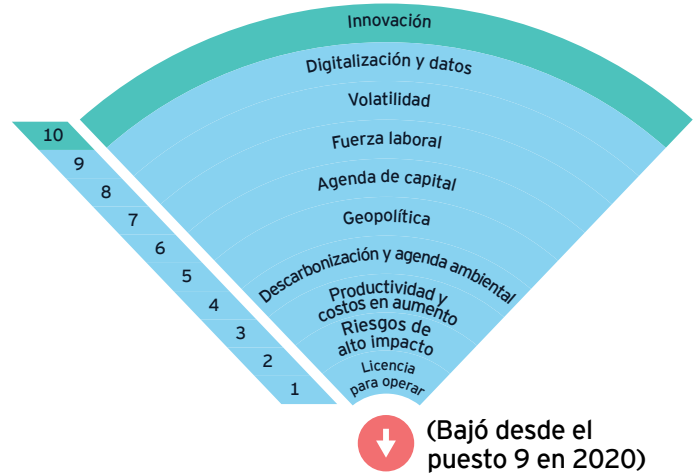 Innovación
Digitalización y datos
Volatilidad
Fuerza laboral
Agenda de capital
Geopolítica
Descarbonización y agenda ambiental
Productividad y
costos en aumento
Riesgos de
alto impacto
Licencia
para operar
10
9
8
7
6
5
4
3
2
1
(Bajó desde el
puesto 9 en 2020)